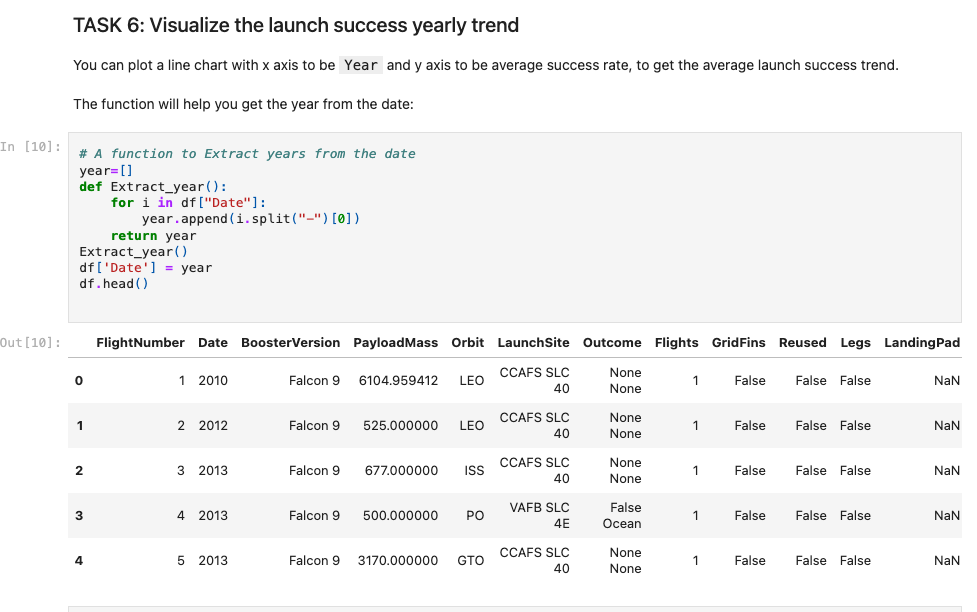 TASK 6: Visualize the launch success yearly trend
You can plot a line chart with x axis to be Year and y axis to be average success rate, to get the average launch success trend.
The function will help you get the year from the date:
In [10]:
# A function to Extract years from the date
year=[]
def Extract_year():
    for i in df["Date"]:
        year.append(i.split("-")[0])
    return year
Extract_year()
df['Date'] = year
df.head()
Out[10]:
FlightNumber Date BoosterVersion PayloadMass Orbit LaunchSite Outcome Flights GridFins Reused Legs LandingPad
0 1 2010 Falcon 9 6104.959412 LEO CCAFS SLC 40 None None 1 False False False NaN
1 2 2012 Falcon 9 525.000000 LEO CCAFS SLC 40 None None 1 False False False NaN
2 3 2013 Falcon 9 677.000000 ISS CCAFS SLC 40 None None 1 False False False NaN
3 4 2013 Falcon 9 500.000000 PO VAFB SLC 4E False Ocean 1 False False False NaN
4 5 2013 Falcon 9 3170.000000 GTO CCAFS SLC 40 None None 1 False False False NaN